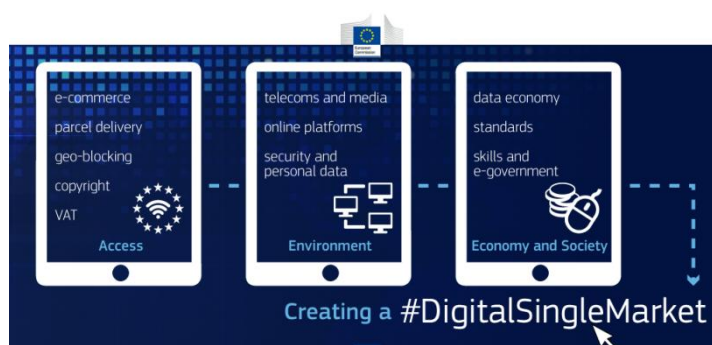 European
Commission
e-commerce
parcel delivery
geo-blocking
copyright
VAT
Access
telecoms and media
online platforms
security and
personal data
Environment
data economy
standards
skills and
e-government
Economy and Society
Creating a #DigitalSingleMarket